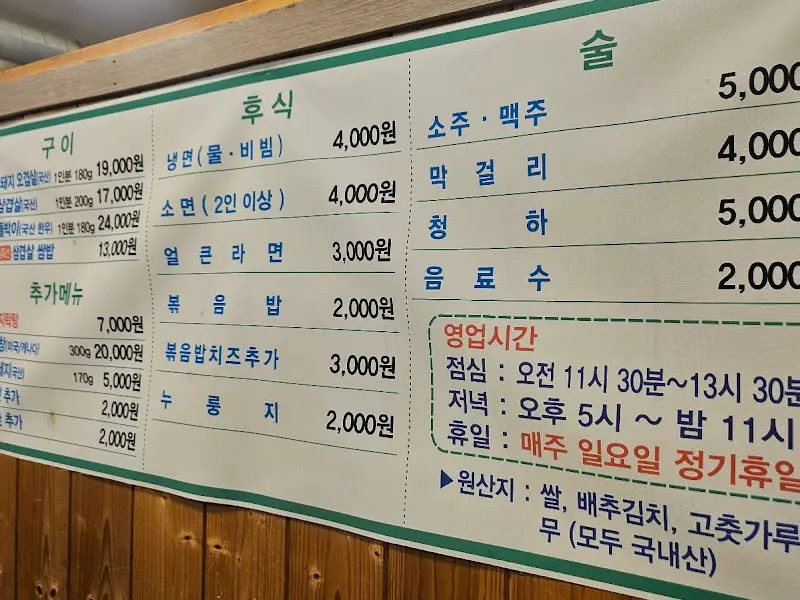 구이
돼지 오겹살(국산) 1인분 180g 19,000원
삼겹살(국산) 1인분 200g 17,000원
(국산 한우) 1인분 180g 24,000원
삼겹살 쌈밥 13,000원
추가메뉴
7,000원
(미국/캐나다) 300g 20,000원
(국산) 170g 5,000원
추가 2,000원
추가 2,000원
후식
냉면 (물·비빔) 4,000원
소면 (2인 이상) 4,000원
얼큰라면 3,000원
볶음밥 2,000원
볶음밥치즈추가 3,000원
누룽지 2,000원
술
소주·맥주 5,000
막걸리 4,000
청하 5,000
음료수 2,000
영업시간
점심 : 오전 11시 30분~13시 30분
저녁 : 오후 5시 ~ 밤 11시
휴일 : 매주 일요일 정기휴일
▶원산지 : 쌀, 배추김치, 고춧가루
무 (모두 국내산)